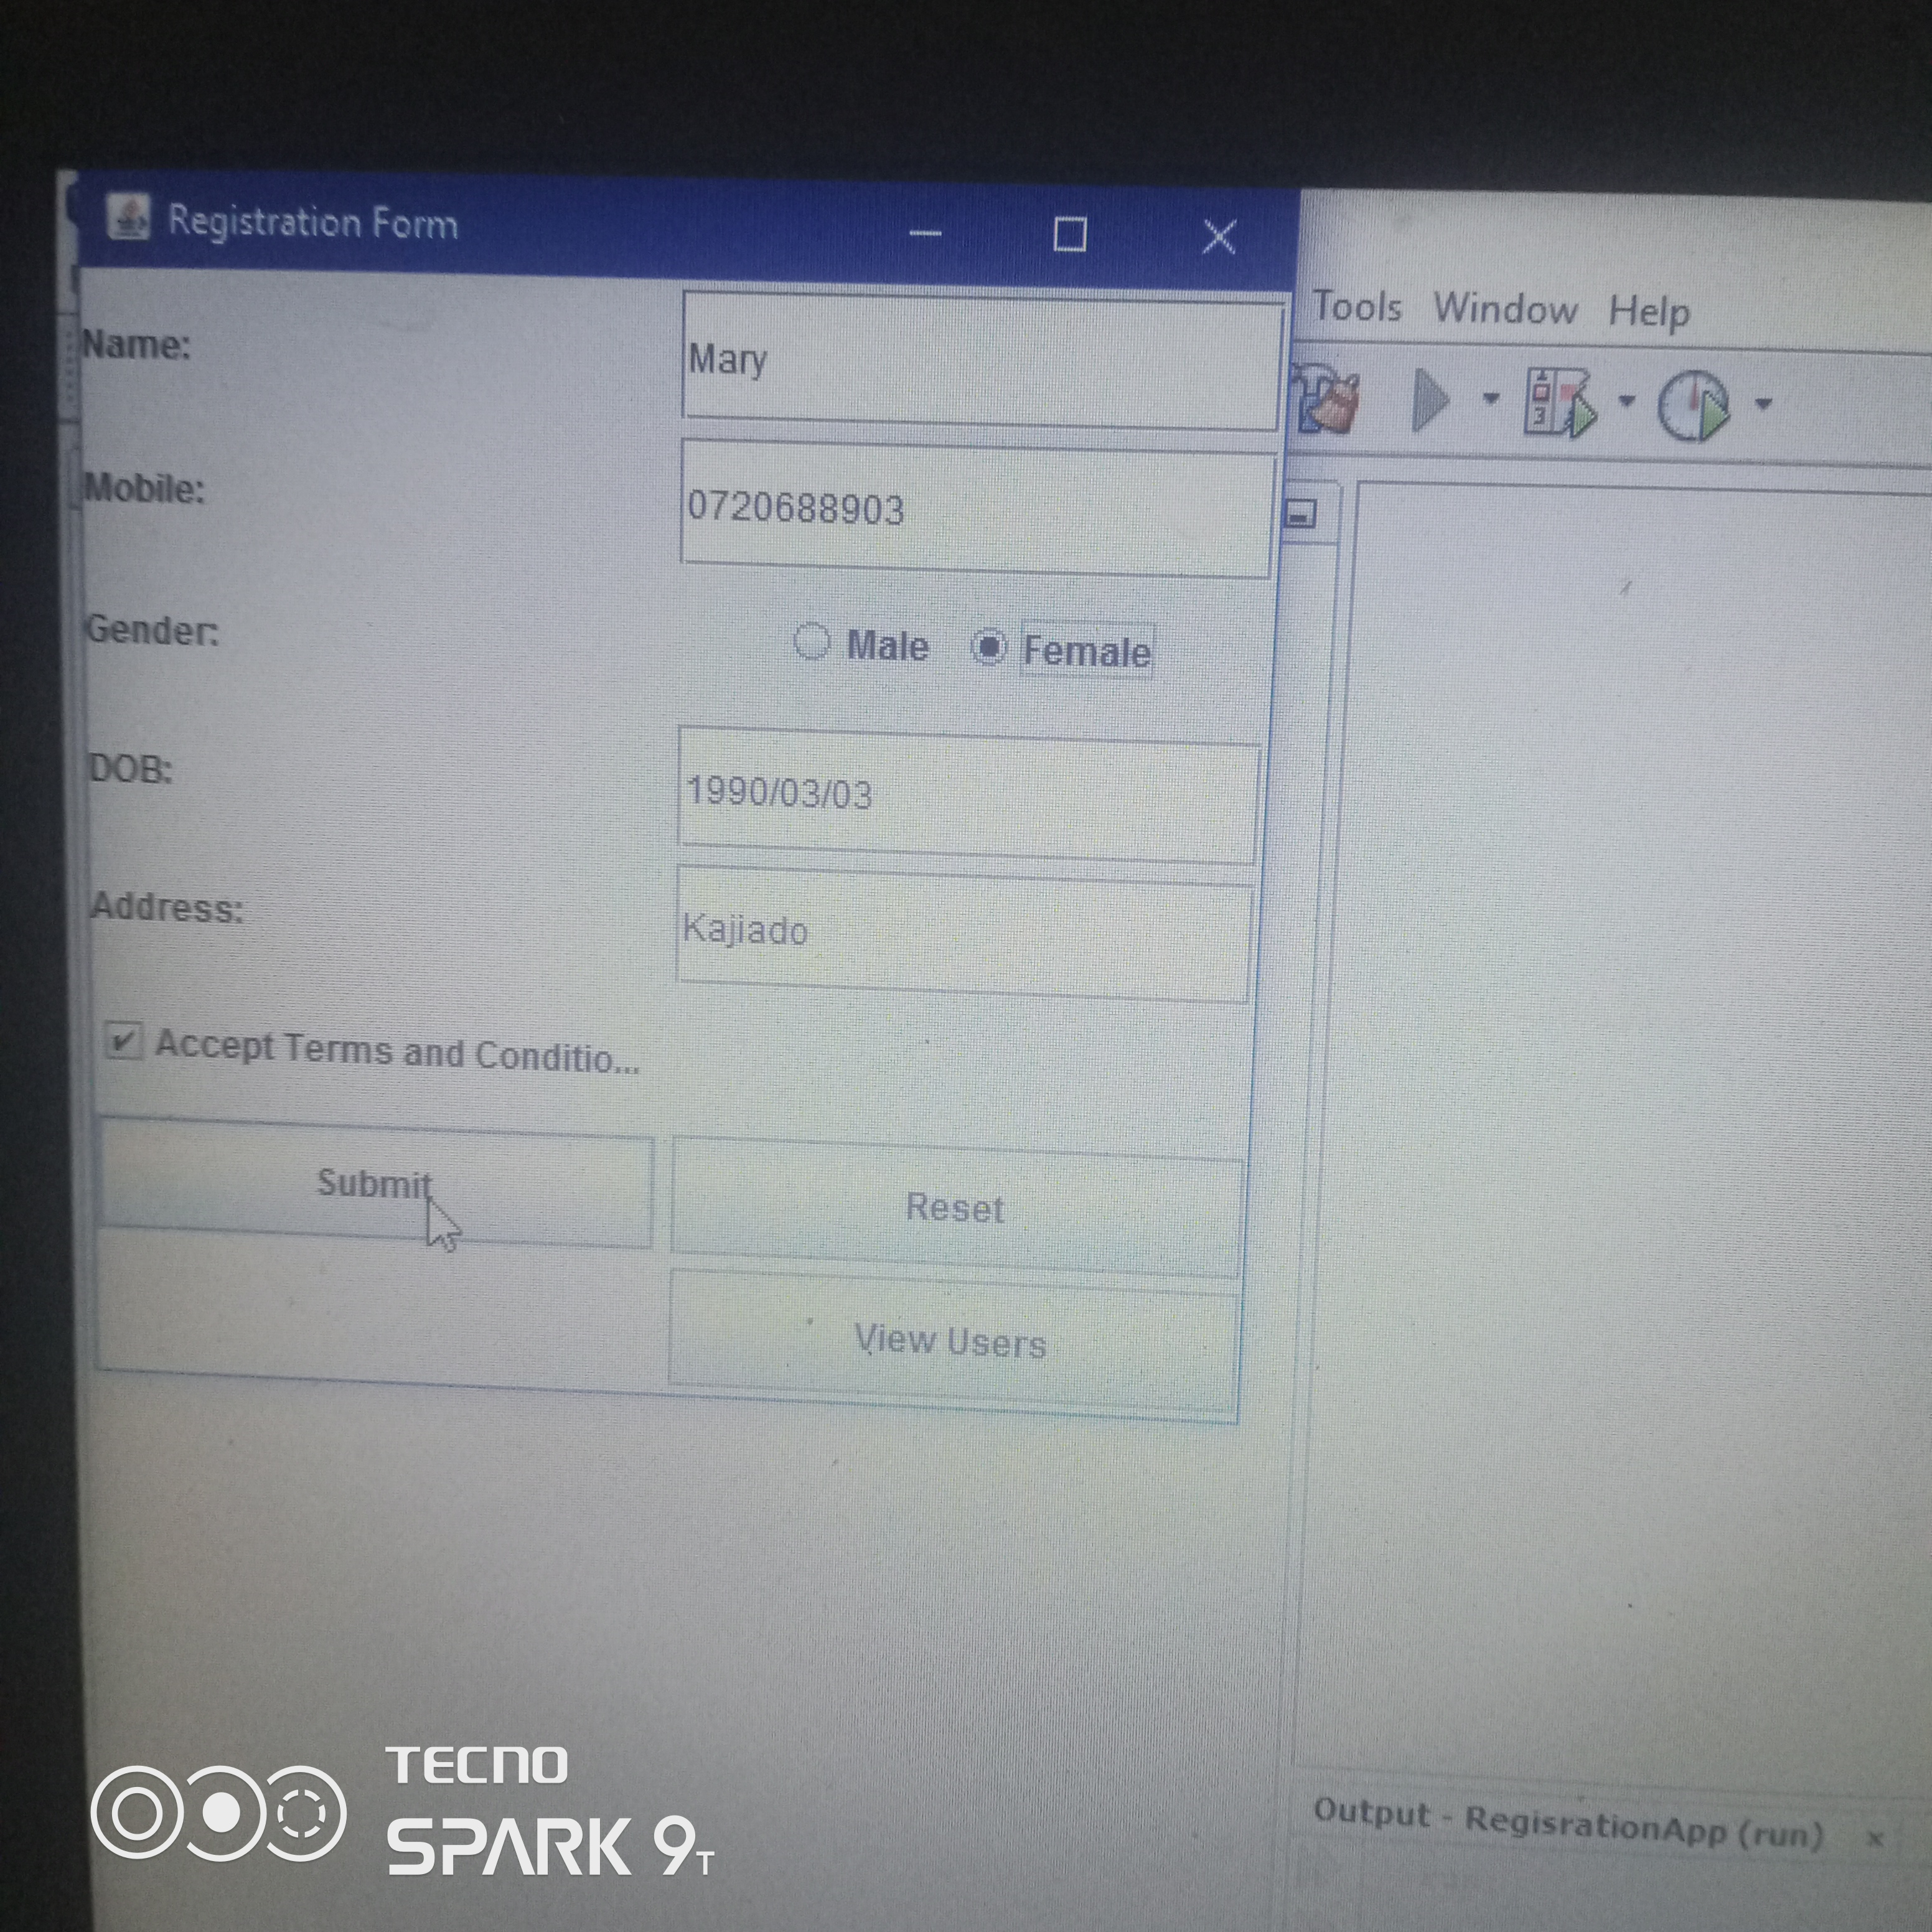 Registration Form
Tools Window Help
Name:
Mary
Mobile:
0720688903
Gender:
Male
Female
DOB:
1990/03/03
Address:
Kajiado
Accept Terms and Conditio...
Submit
Reset
View Users
Output - RegisrationApp (run)
TECNO
SPARK 9T